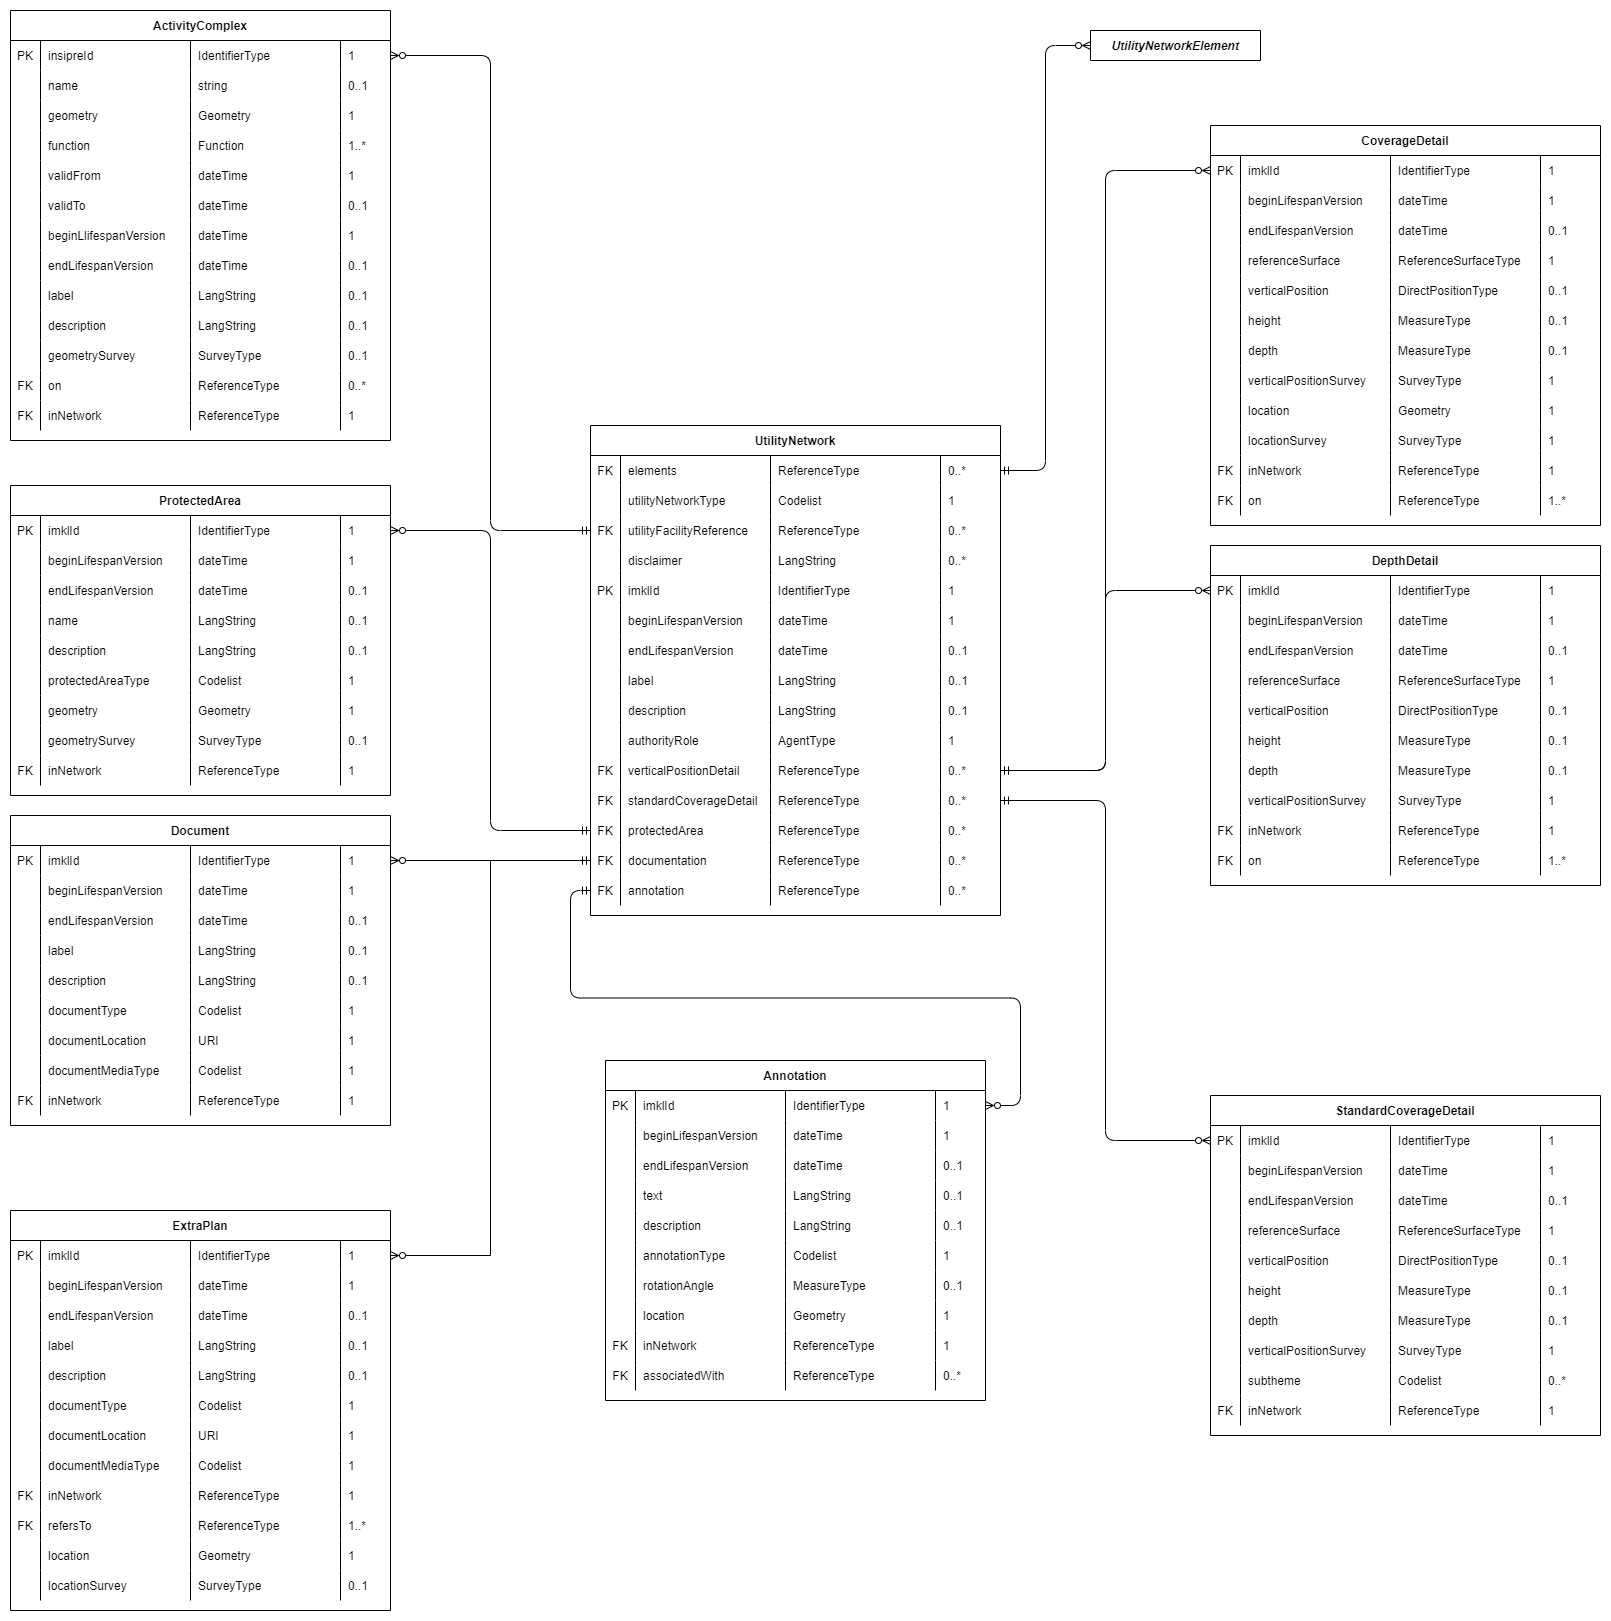 ActivityComplex
PK insipreId IdentifierType 1
name string 0..1
geometry Geometry 1
function Function 1..*
validFrom dateTime 1
validTo dateTime 0..1
beginLlifespanVersion dateTime 1
endLifespanVersion dateTime 0..1
label LangString 0..1
description LangString 0..1
geometrySurvey SurveyType 0..1
FK on ReferenceType 0..*
FK inNetwork ReferenceType 1
ProtectedArea
PK imklId IdentifierType 1
beginLifespanVersion dateTime 1
endLifespanVersion dateTime 0..1
name LangString 0..1
description LangString 0..1
protectedAreaType Codelist 1
geometry Geometry 1
geometrySurvey SurveyType 0..1
FK inNetwork ReferenceType 1
Document
PK imklId IdentifierType 1
beginLifespanVersion dateTime 1
endLifespanVersion dateTime 0..1
label LangString 0..1
description LangString 0..1
documentType Codelist 1
documentLocation URI 1
documentMediaType Codelist 1
FK inNetwork ReferenceType 1
ExtraPlan
PK imklId IdentifierType 1
beginLifespanVersion dateTime 1
endLifespanVersion dateTime 0..1
label LangString 0..1
description LangString 0..1
documentType Codelist 1
documentLocation URI 1
documentMediaType Codelist 1
FK inNetwork ReferenceType 1
FK refersTo ReferenceType 1..*
location Geometry 1
locationSurvey SurveyType 0..1
UtilityNetwork
FK elements ReferenceType 0..*
utilityNetworkType Codelist 1
FK utilityFacilityReference ReferenceType 0..*
disclaimer LangString 0..*
PK imklId IdentifierType 1
beginLifespanVersion dateTime 1
endLifespanVersion dateTime 0..1
label LangString 0..1
description LangString 0..1
authorityRole AgentType 1
FK verticalPositionDetail ReferenceType 0..*
FK standardCoverageDetail ReferenceType 0..*
FK protectedArea ReferenceType 0..*
FK documentation ReferenceType 0..*
FK annotation ReferenceType 0..*
Annotation
PK imklId IdentifierType 1
beginLifespanVersion dateTime 1
endLifespanVersion dateTime 0..1
text LangString 0..1
description LangString 0..1
annotationType Codelist 1
rotationAngle MeasureType 0..1
location Geometry 1
FK inNetwork ReferenceType 1
FK associatedWith ReferenceType 0..*
UtilityNetworkElement
CoverageDetail
PK imklId IdentifierType 1
beginLifespanVersion dateTime 1
endLifespanVersion dateTime 0..1
referenceSurface ReferenceSurfaceType 1
verticalPosition DirectPositionType 0..1
height MeasureType 0..1
depth MeasureType 0..1
verticalPositionSurvey SurveyType 1
location Geometry 1
locationSurvey SurveyType 1
FK inNetwork ReferenceType 1
FK on ReferenceType 1..*
DepthDetail
PK imklId IdentifierType 1
beginLifespanVersion dateTime 1
endLifespanVersion dateTime 0..1
referenceSurface ReferenceSurfaceType 1
verticalPosition DirectPositionType 0..1
height MeasureType 0..1
depth MeasureType 0..1
verticalPositionSurvey SurveyType 1
FK inNetwork ReferenceType 1
FK on ReferenceType 1..*
StandardCoverageDetail
PK imklId IdentifierType 1
beginLifespanVersion dateTime 1
endLifespanVersion dateTime 0..1
referenceSurface ReferenceSurfaceType 1
verticalPosition DirectPositionType 0..1
height MeasureType 0..1
depth MeasureType 0..1
verticalPositionSurvey SurveyType 1
subtheme Codelist 0..*
FK inNetwork ReferenceType 1